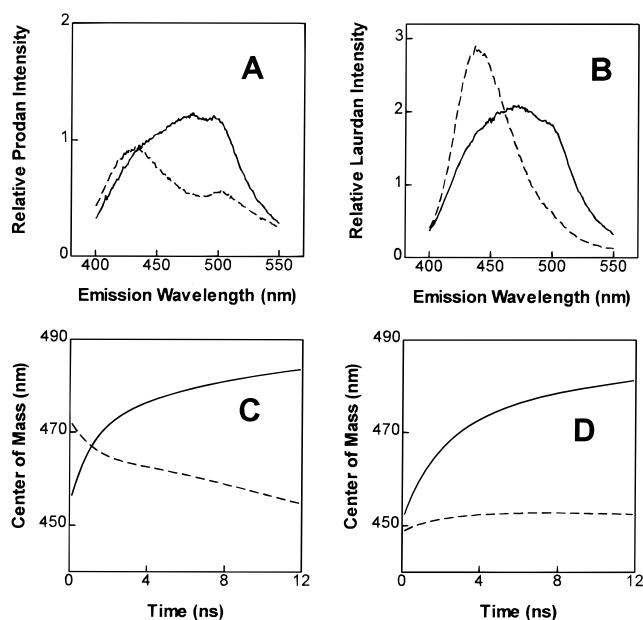 2
1
0
Relative Prodan Intensity
A
400
450
500
550
Emission Wavelength (nm)
3
2
1
0
Relative Laurdan Intensity
B
400
450
500
550
Emission Wavelength (nm)
490
470
450
Center of Mass (nm)
C
0
4
8
12
Time (ns)
490
470
450
Center of Mass (nm)
D
0
4
8
12
Time (ns)